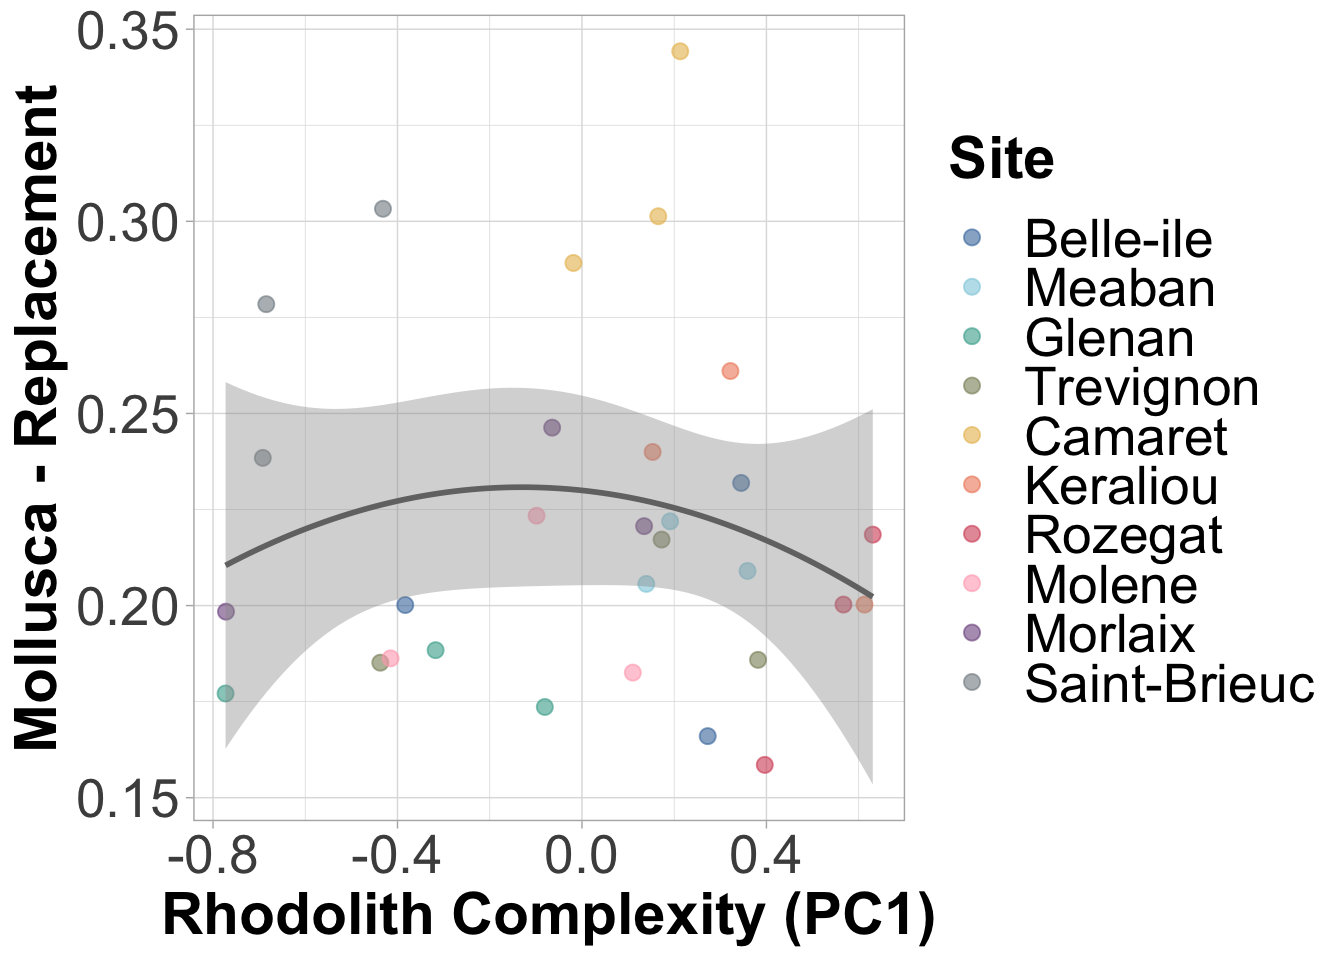 Mollusca - Replacement
0.35
0.30
0.25
0.20
0.15
-0.8 -0.4 0.0 0.4
Rhodolith Complexity (PC1)
Site
Belle-ile
Meaban
Glenan
Trevignon
Camaret
Keraliou
Rozegat
Molene
Morlaix
Saint-Brieuc